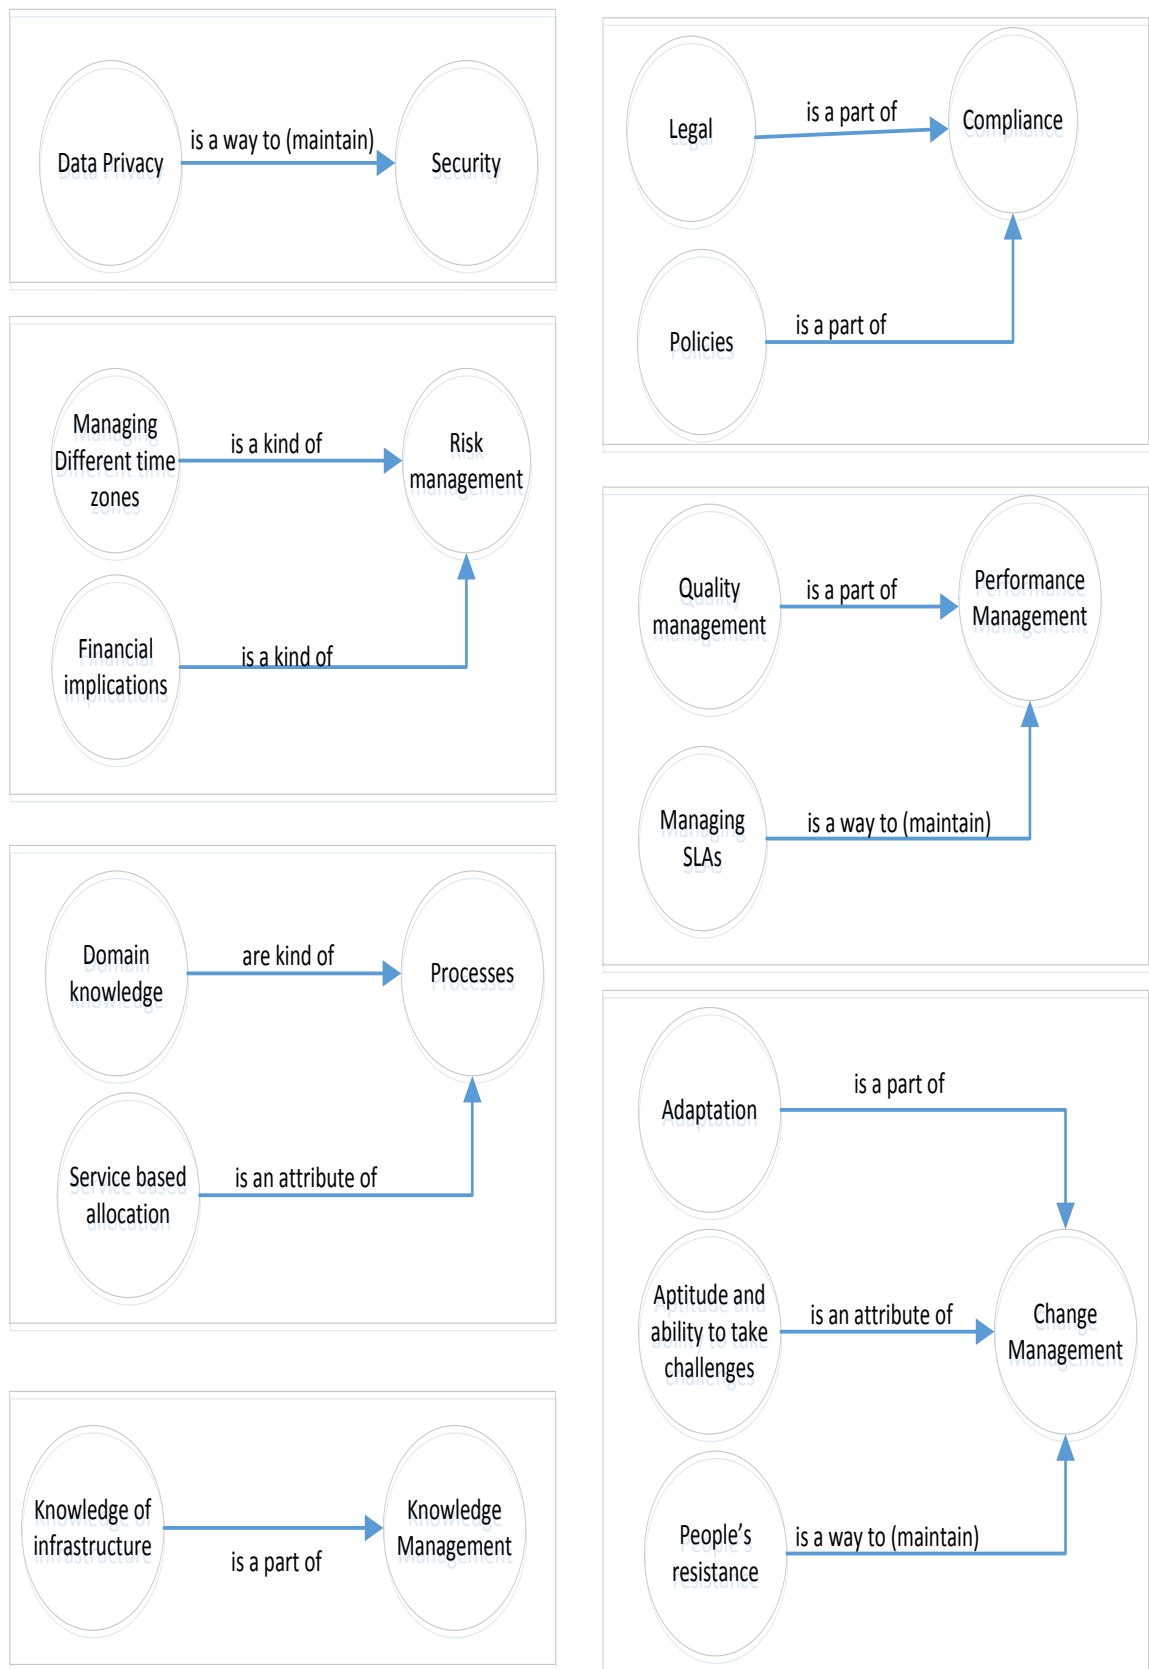 Data Privacy
is a way to (maintain)
Security
Managing
Different time
zones
is a kind of
Risk
management
Financial
implications
is a kind of
Domain
knowledge
are kind of
Processes
Service based
allocation
is an attribute of
Knowledge of
infrastructure
is a part of
Knowledge
Management
Legal
is a part of
Compliance
Policies
is a part of
Quality
management
is a part of
Performance
Management
Managing
SLAs
is a way to (maintain)
Adaptation
is a part of
Aptitude and
ability to take
challenges
is an attribute of
Change
Management
People's
resistance
is a way to (maintain)